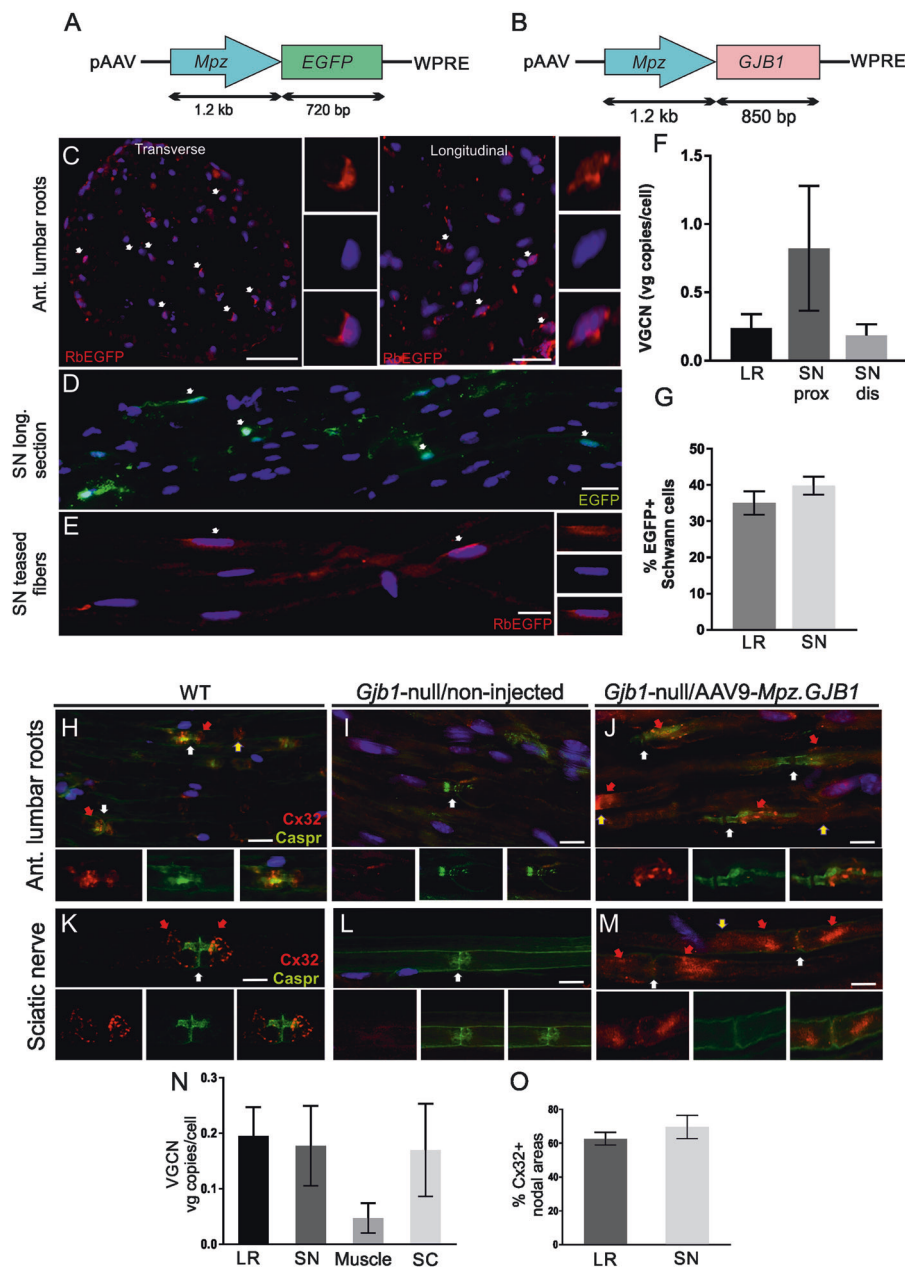 A
pAAV
Mpz
EGFP
WPRE
1.2 kb
720 bp
B
pAAV
Mpz
GJB1
WPRE
1.2 kb
850 bp
C
Transverse
Longitudinal
Ant. lumbar roots
RbEGFP
RbEGFP
D
SN long. section
EGFP
E
SN teased fibers
RbEGFP
F
VGCN (vg copies/cell)
1.5
1.0
0.5
0.0
LR
SN prox
SN dis
G
% EGFP+ Schwann cells
50
40
30
20
10
0
LR
SN
WT
Gjb1-null/non-injected
Gjb1-null/AAV9-Mpz.GJB1
Ant. lumbar roots
H
Cx32
Caspr
I
J
Sciatic nerve
K
Cx32
Caspr
L
M
N
VGCN
vg copies/cell
0.3
0.2
0.1
0.0
LR
SN
Muscle
SC
O
% Cx32+ nodal areas
80
60
40
20
0
LR
SN